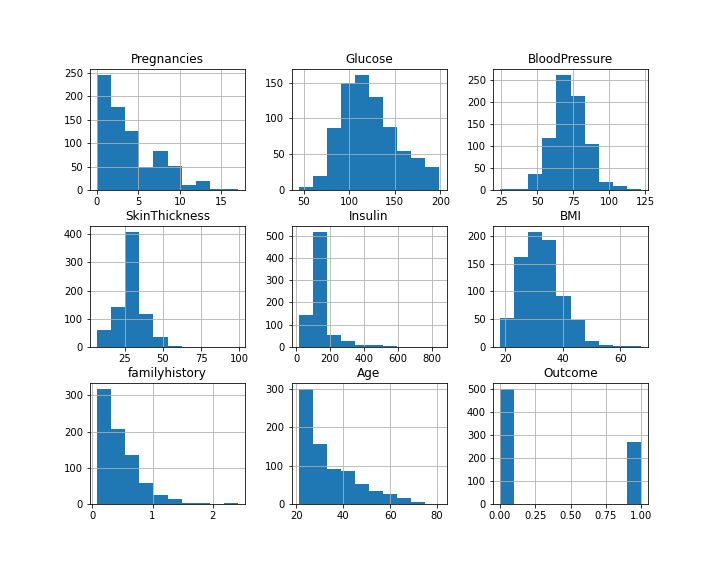 Pregnancies
250
200
150
100
50
0
0 5 10 15
Glucose
150
100
50
0
50 100 150 200
BloodPressure
250
200
150
100
50
0
25 50 75 100 125
SkinThickness
400
300
200
100
0
25 50 75 100
Insulin
500
400
300
200
100
0
0 200 400 600 800
BMI
200
150
100
50
0
20 40 60
familyhistory
300
200
100
0
0 1 2
Age
300
200
100
0
20 40 60 80
Outcome
500
400
300
200
100
0
0.00 0.25 0.50 0.75 1.00